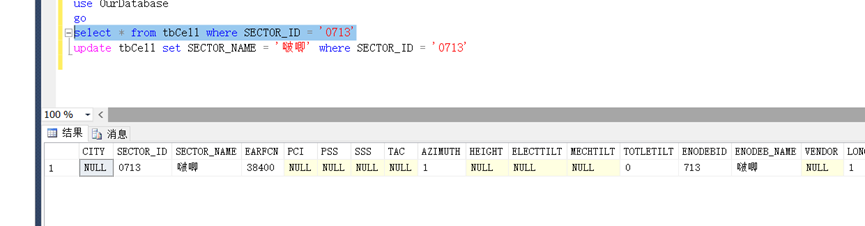 use OurDatabase
go
select * from tbCell where SECTOR_ID = '0713'
update tbCell set SECTOR_NAME = '啵唧' where SECTOR_ID = '0713'
100 %
结果 消息
CITY SECTOR_ID SECTOR_NAME EARFCN PCI PSS SSS TAC AZIMUTH HEIGHT ELECTTILT MECHTILT TOTLETILT ENODEBID ENODEB_NAME VENDOR LONG
1 NULL 0713 啵唧 38400 NULL NULL NULL NULL 1 NULL NULL NULL 0 713 啵唧 NULL 1